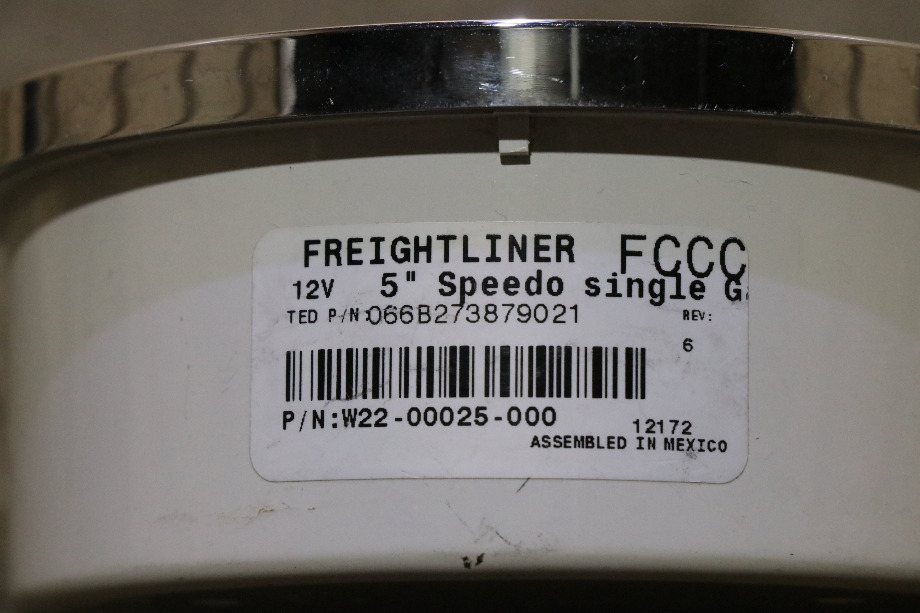 FREIGHTLINER FCCC
12V 5" Speedo single G
TED P/N:066B273879021 REV:
6
P/N:W22-00025-000
12172
ASSEMBLED IN MEXICO